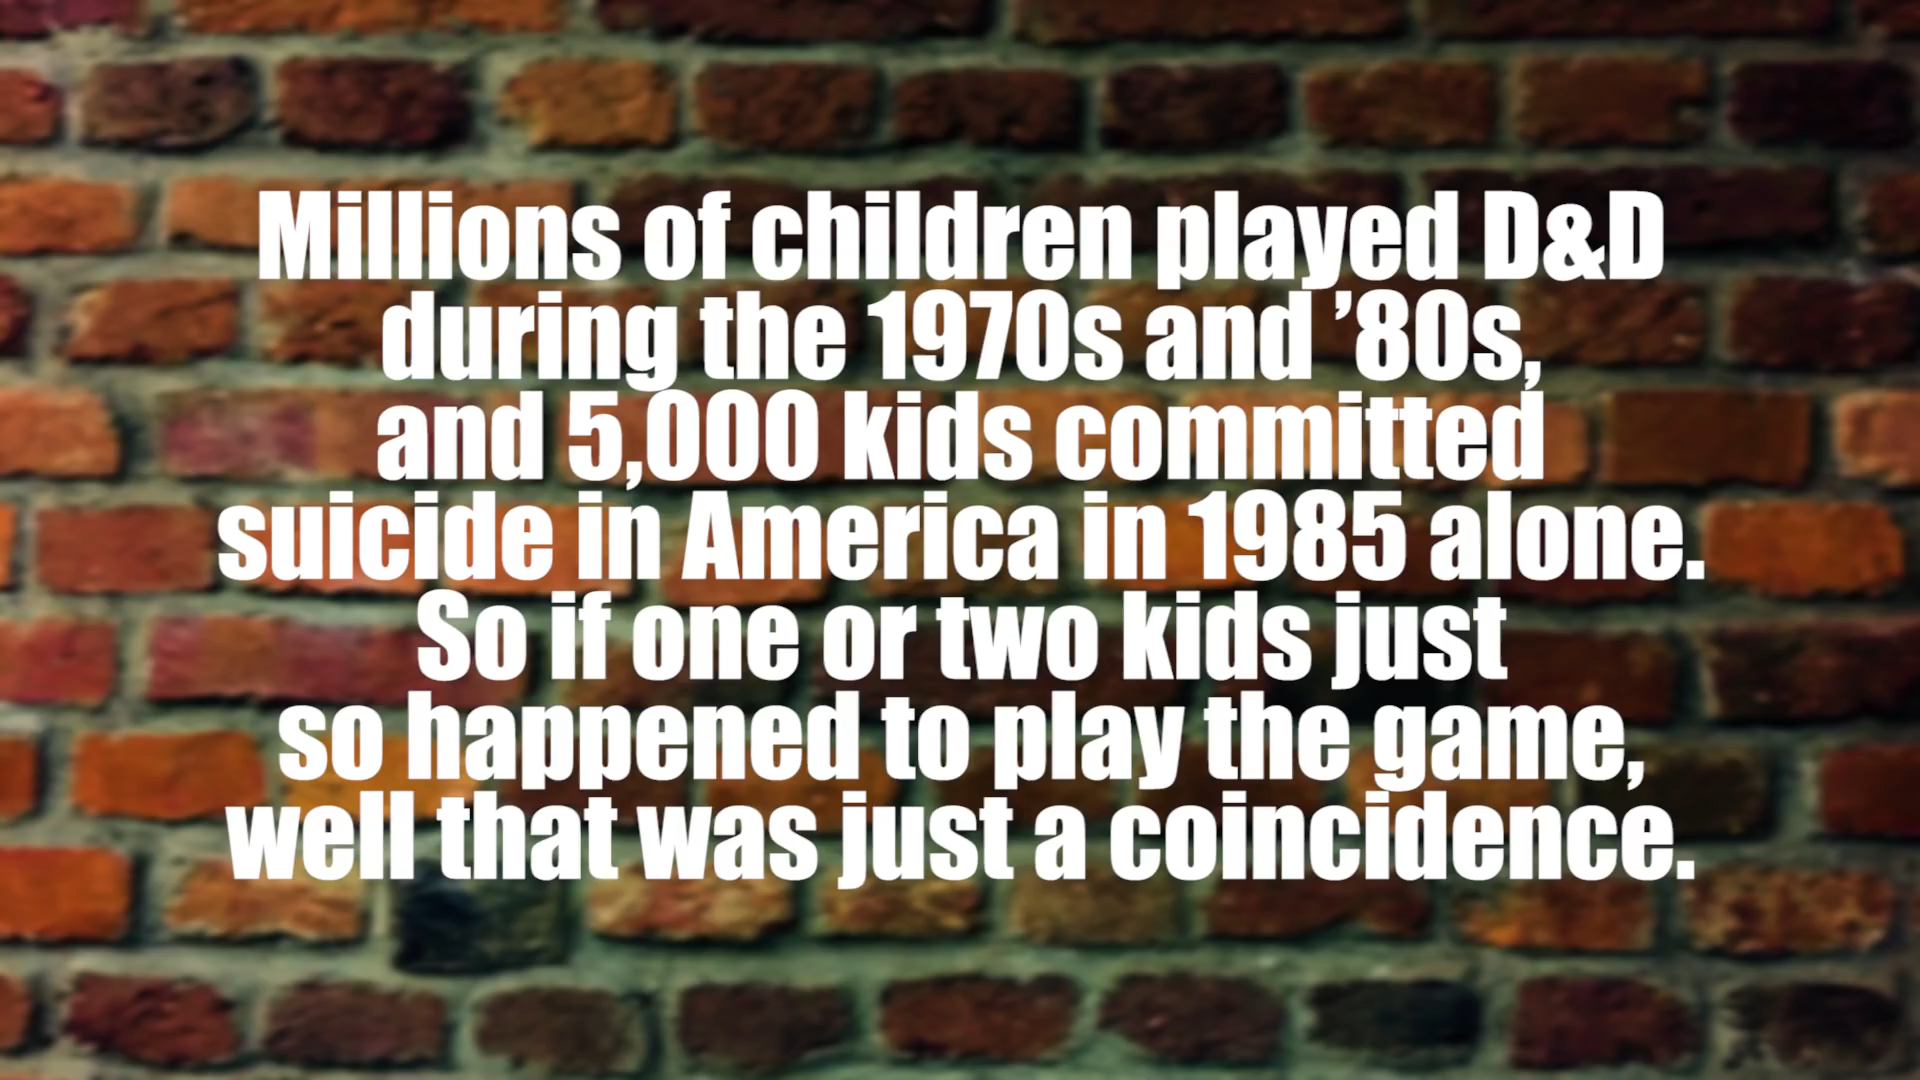 Millions of children played D&D
during the 1970s and ’80s,
and 5,000 kids committed
suicide in America in 1985 alone.
So if one or two kids just
so happened to play the game,
well that was just a coincidence.